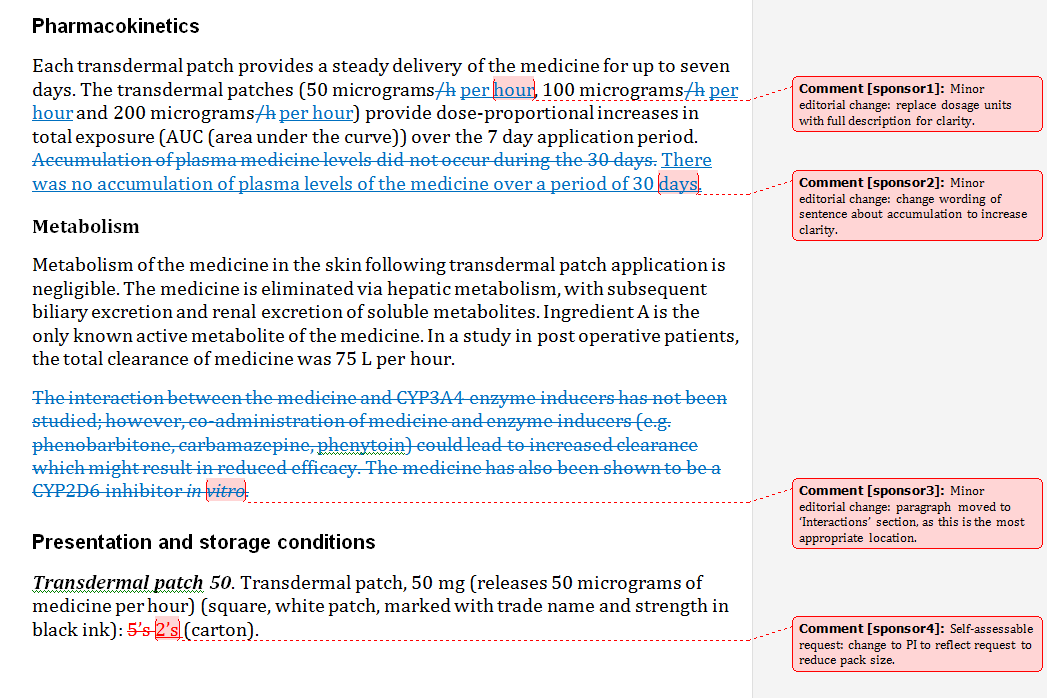 Pharmacokinetics
Each transdermal patch provides a steady delivery of the medicine for up to seven
days. The transdermal patches (50 micrograms/h per hour, 100 micrograms/h per
hour and 200 micrograms/h per hour) provide dose-proportional increases in
total exposure (AUC (area under the curve)) over the 7 day application period.
Accumulation of plasma medicine levels did not occur during the 30 days. There
was no accumulation of plasma levels of the medicine over a period of 30 days.
Metabolism
Metabolism of the medicine in the skin following transdermal patch application is
negligible. The medicine is eliminated via hepatic metabolism, with subsequent
biliary excretion and renal excretion of soluble metabolites. Ingredient A is the
only known active metabolite of the medicine. In a study in post operative patients,
the total clearance of medicine was 75 L per hour.
The interaction between the medicine and CYP3A4 enzyme inducers has not been
studied; however, co-administration of medicine and enzyme inducers (e.g.
phenobarbitone, carbamazepine, phenytoin) could lead to increased clearance
which might result in reduced efficacy. The medicine has also been shown to be a
CYP2D6 inhibitor in vitro.
Presentation and storage conditions
Transdermal patch 50. Transdermal patch, 50 mg (releases 50 micrograms of
medicine per hour) (square, white patch, marked with trade name and strength in
black ink): 5's 2's (carton).
Comment [sponsor1]: Minor
editorial change: replace dosage units
with full description for clarity.
Comment [sponsor2]: Minor
editorial change: change wording of
sentence about accumulation to increase
clarity.
Comment [sponsor3]: Minor
editorial change: paragraph moved to
'Interactions' section, as this is the most
appropriate location.
Comment [sponsor4]: Self-assessable
request: change to PI to reflect request to
reduce pack size.